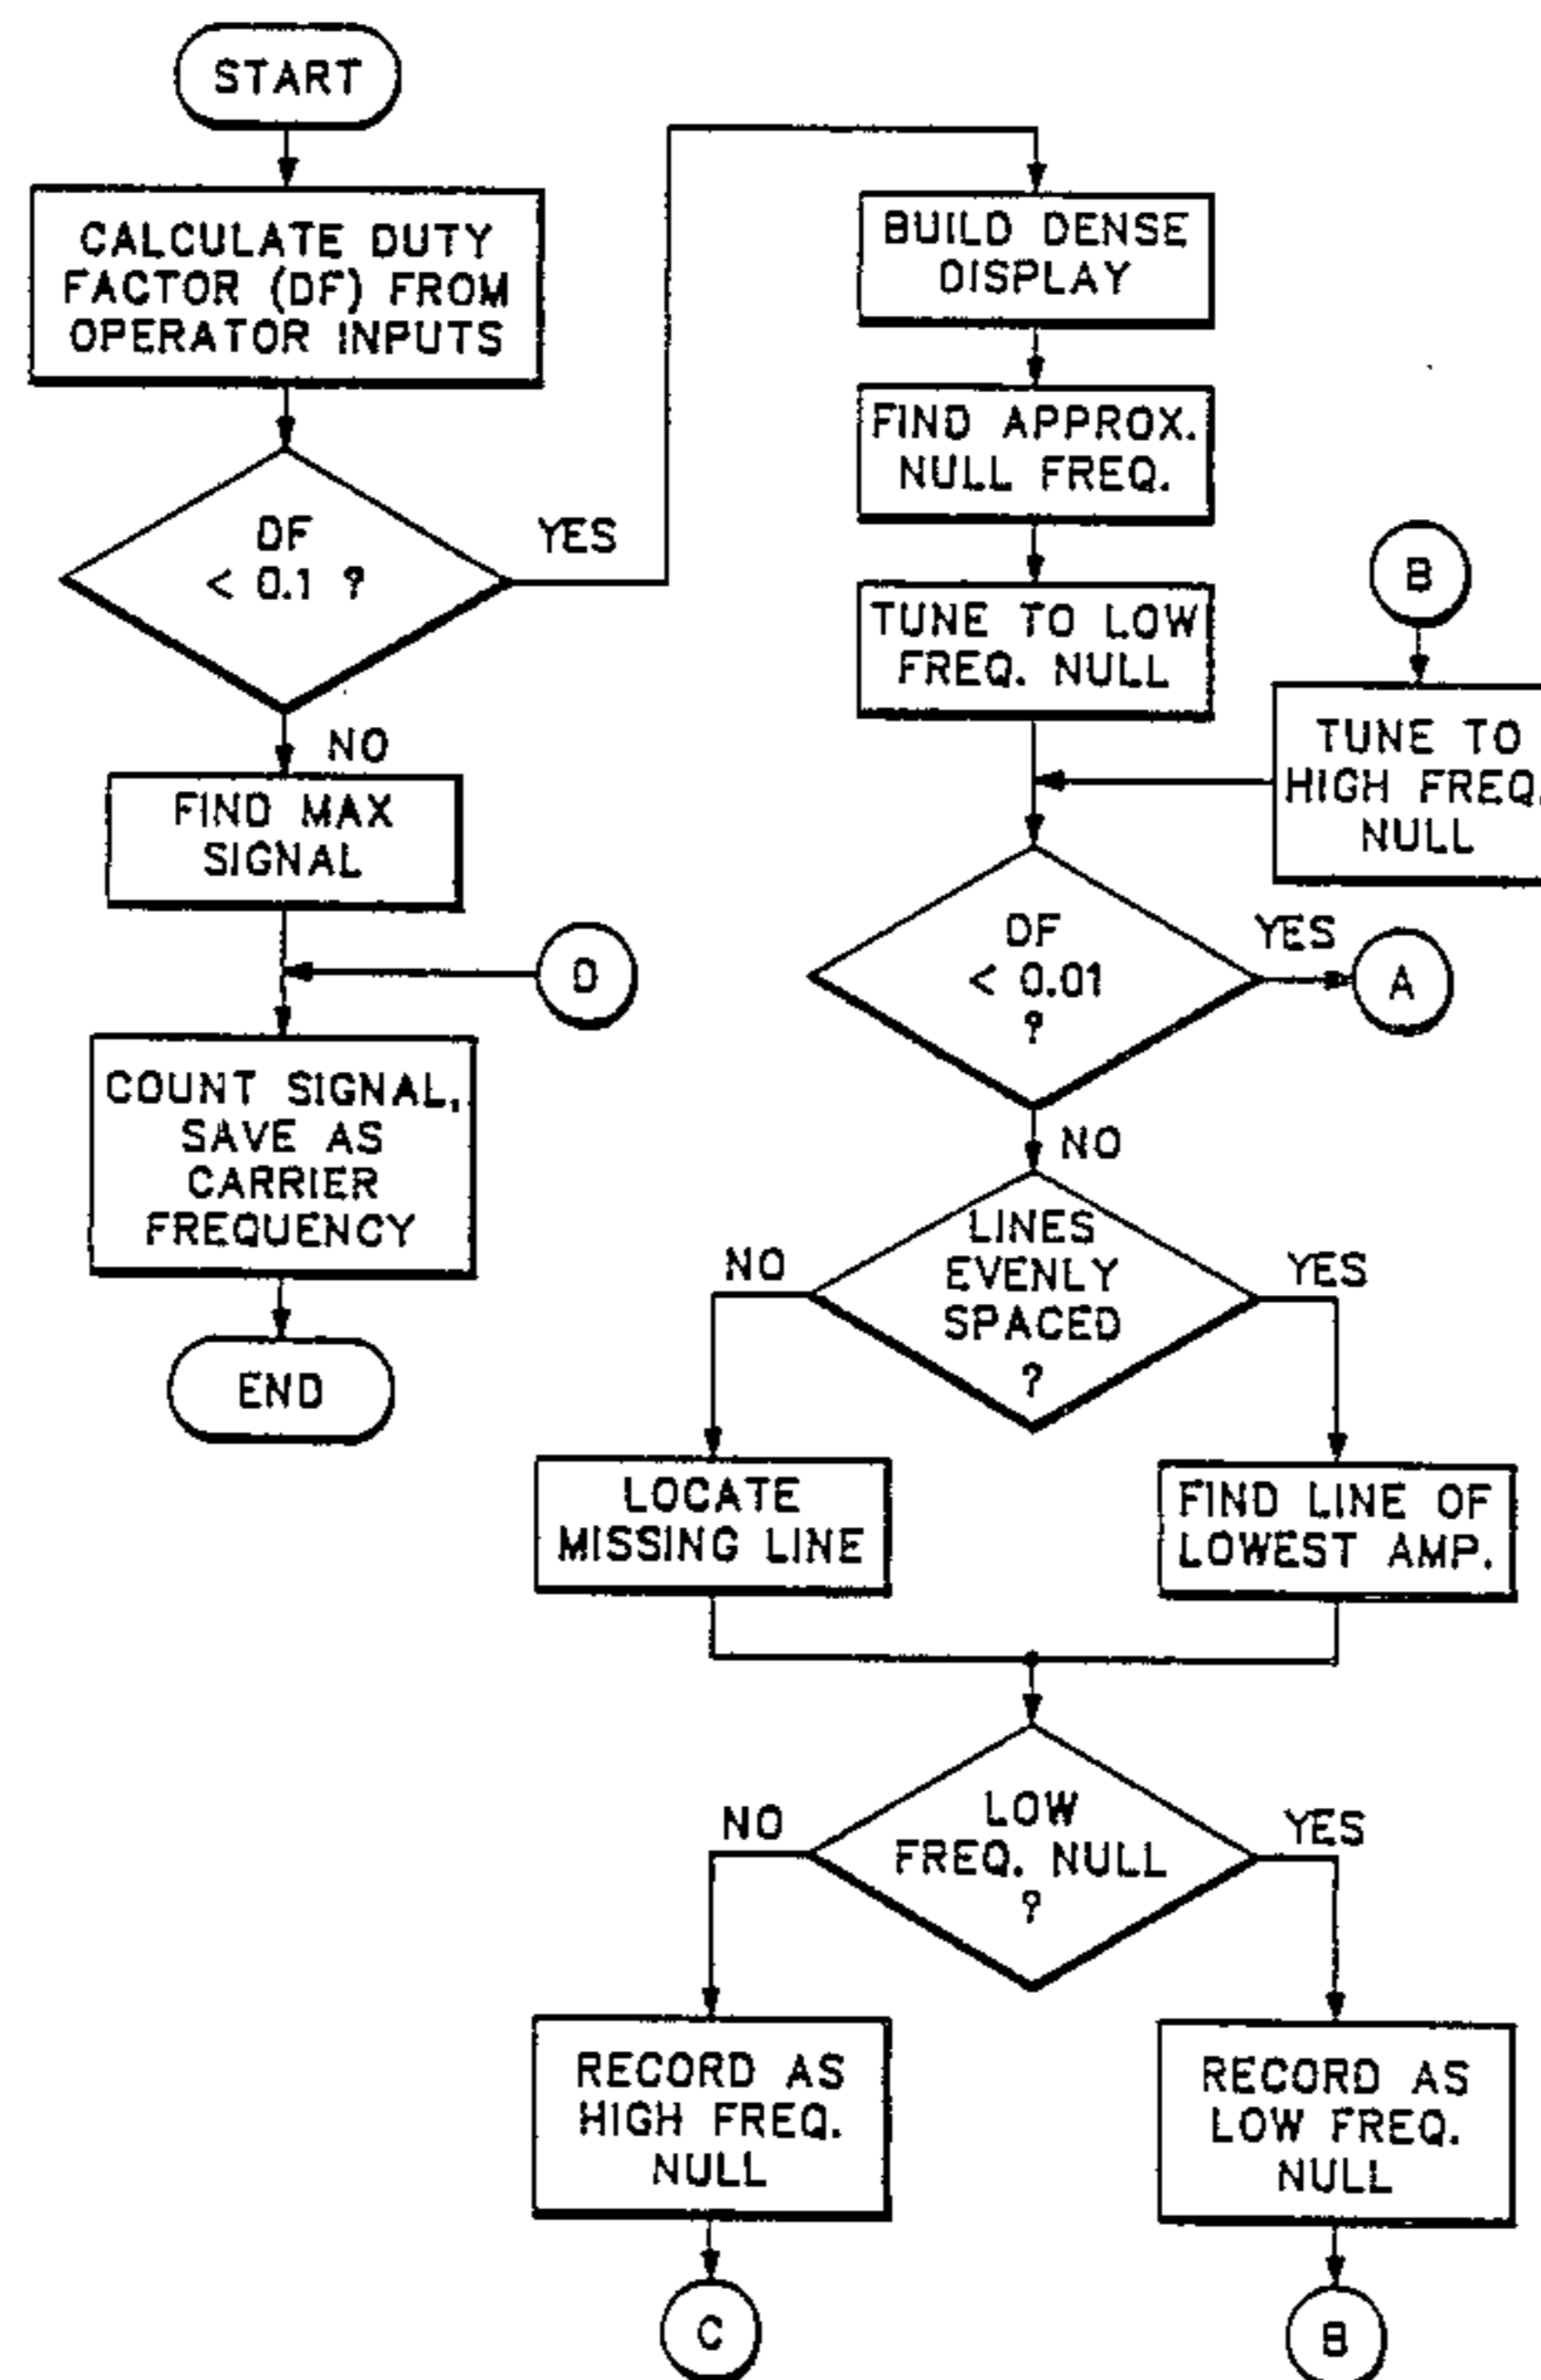 START
CALCULATE DUTY
FACTOR (DF) FROM
OPERATOR INPUTS
DF
< 0.1 ?
YES
NO
FIND MAX
SIGNAL
D
COUNT SIGNAL,
SAVE AS
CARRIER
FREQUENCY
END
BUILD DENSE
DISPLAY
FIND APPROX.
NULL FREQ.
TUNE TO LOW
FREQ. NULL
B
TUNE TO
HIGH FREQ.
NULL
DF
< 0.01
?
YES
A
NO
LINES
EVENLY
SPACED
?
NO
YES
LOCATE
MISSING LINE
FIND LINE OF
LOWEST AMP.
LOW
FREQ. NULL
?
NO
YES
RECORD AS
HIGH FREQ.
NULL
RECORD AS
LOW FREQ.
NULL
C
B